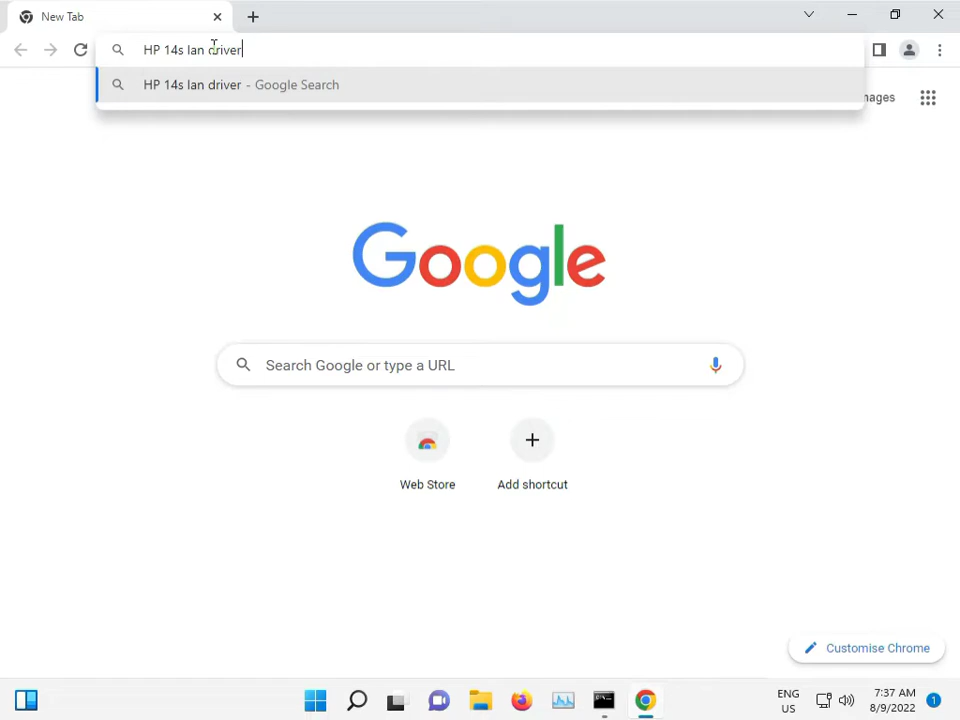 New Tab
HP 14s lan driver
HP 14s lan driver - Google Search
Google
Search Google or type a URL
Web Store
Add shortcut
Customise Chrome
ENG
US
7:37 AM
8/9/2022
1